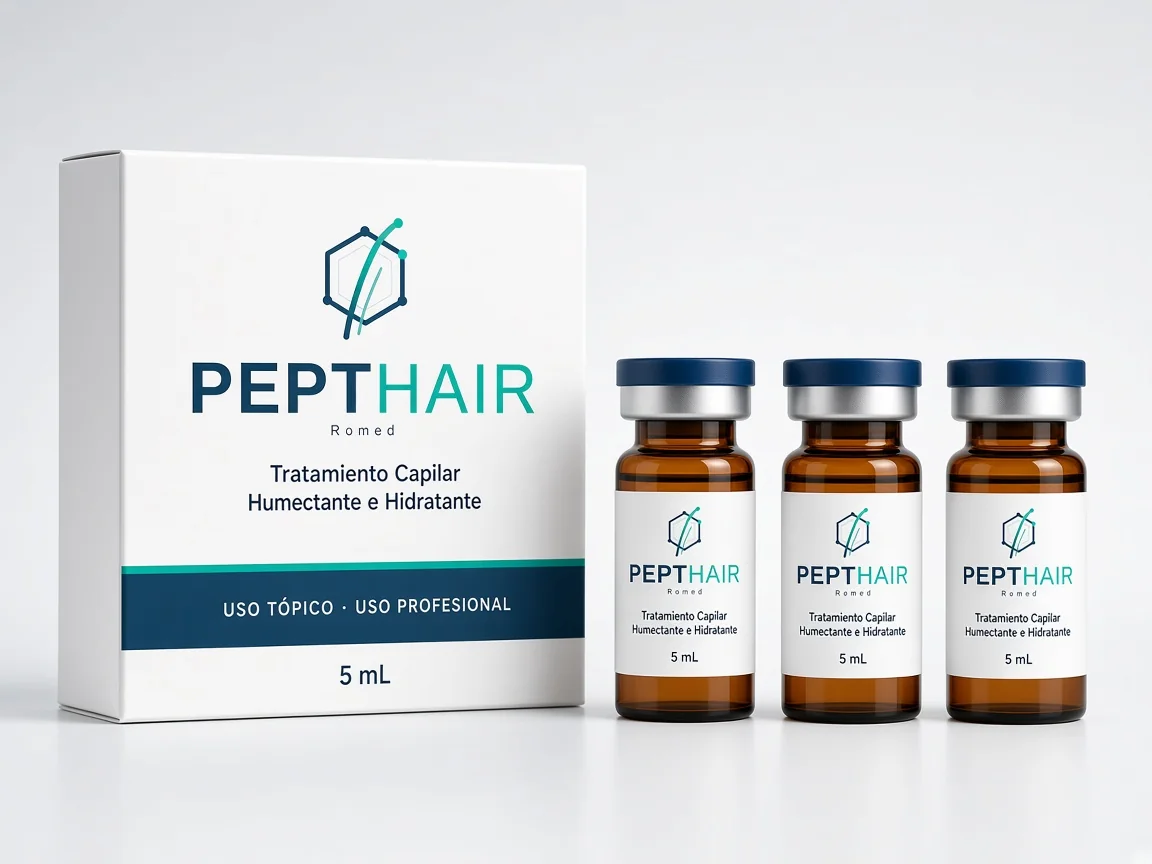 PEPTHAIR
Romed
Tratamiento Capilar
Humectante e Hidratante
USO TÓPICO · USO PROFESIONAL
5 mL
PEPTHAIR
Romed
Tratamiento Capilar
Humectante e Hidratante
5 mL
PEPTHAIR
Romed
Tratamiento Capilar
Humectante e Hidratante
5 mL
PEPTHAIR
Romed
Tratamiento Capilar
Humectante e Hidratante
5 mL